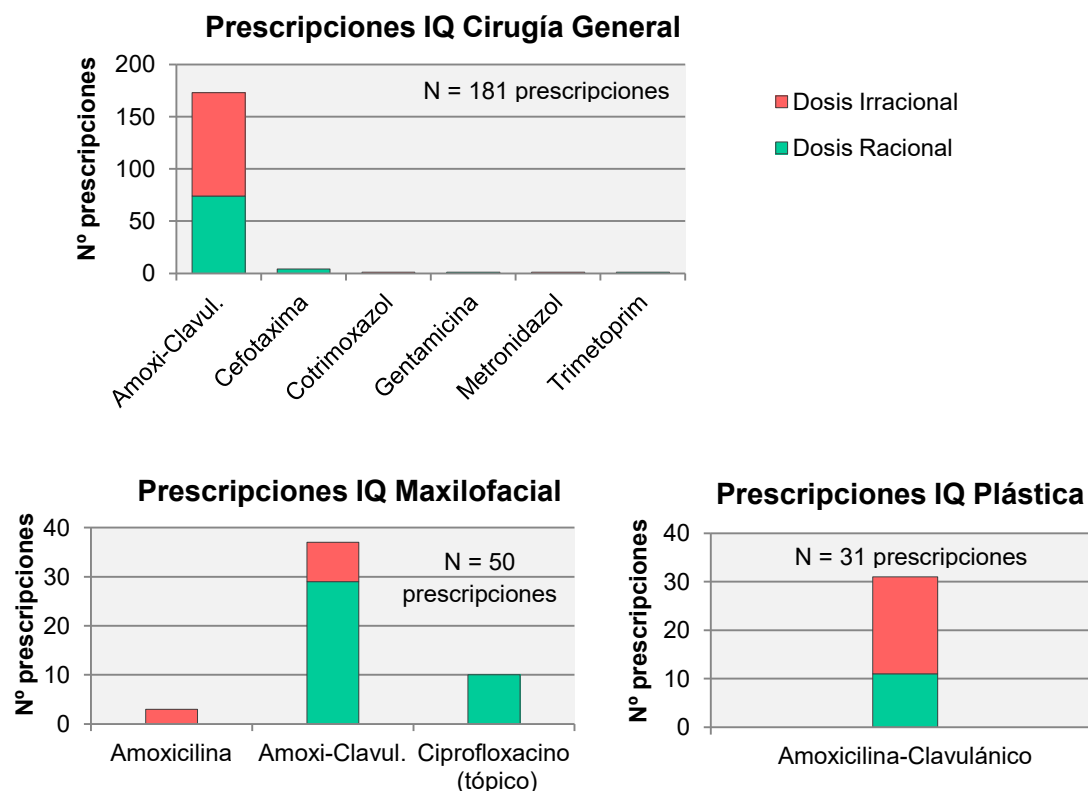 Prescripciones IQ Cirugía General
Nº prescripciones
200
150
100
50
0
N = 181 prescripciones
Amoxi-Clavul.
Cefotaxima
Cotrimoxazol
Gentamicina
Metronidazol
Trimetoprim
Dosis Irracional
Dosis Racional
Prescripciones IQ Maxilofacial
Nº prescripciones
40
30
20
10
0
N = 50
prescripciones
Amoxicilina
Amoxi-Clavul.
Ciprofloxacino
(tópico)
Prescripciones IQ Plástica
Nº prescripciones
40
30
20
10
0
N = 31 prescripciones
Amoxicilina-Clavulánico